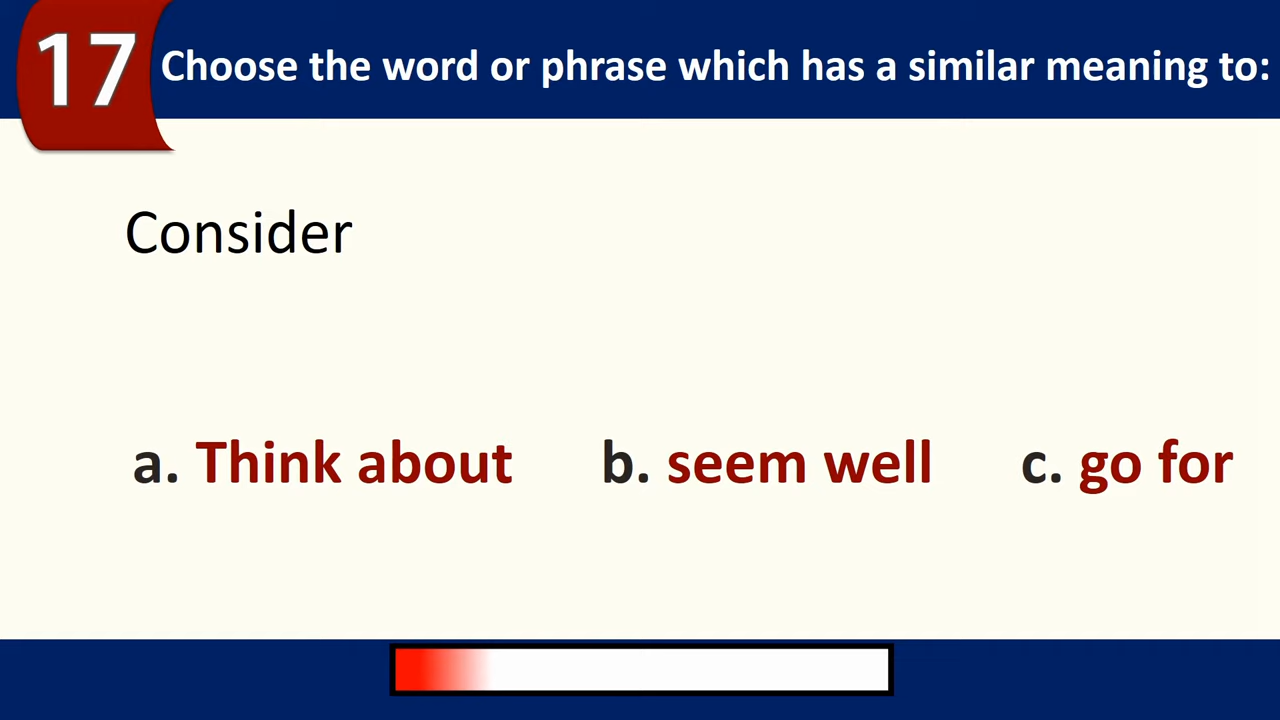 17
Choose the word or phrase which has a similar meaning to:
Consider
a. Think about b. seem well c. go for